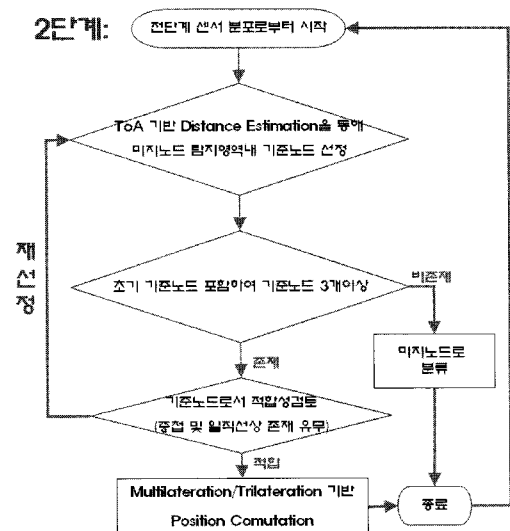 2단계:
전단계 센서 분포로부터 시작
ToA 기반 Distance Estimation을 통해
미지노드 탐지영역내 기준노드 선정
재선정
초기 기준노드 포함하여 기준노드 3개이상
비존재
존재
미지노드로
분류
기준노드로서 적합성검토
(중첩 및 일직선상 존재 유무)
적합
Multilateration/Trilateration 기반
Position Comutation
종료